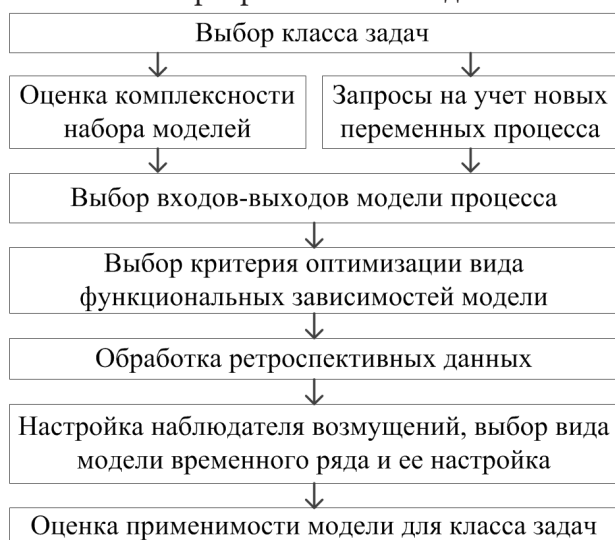 Выбор класса задач
Оценка комплексности
набора моделей
Запросы на учет новых
переменных процесса
Выбор входов-выходов модели процесса
Выбор критерия оптимизации вида
функциональных зависимостей модели
Обработка ретроспективных данных
Настройка наблюдателя возмущений, выбор вида
модели временного ряда и ее настройка
Оценка применимости модели для класса задач